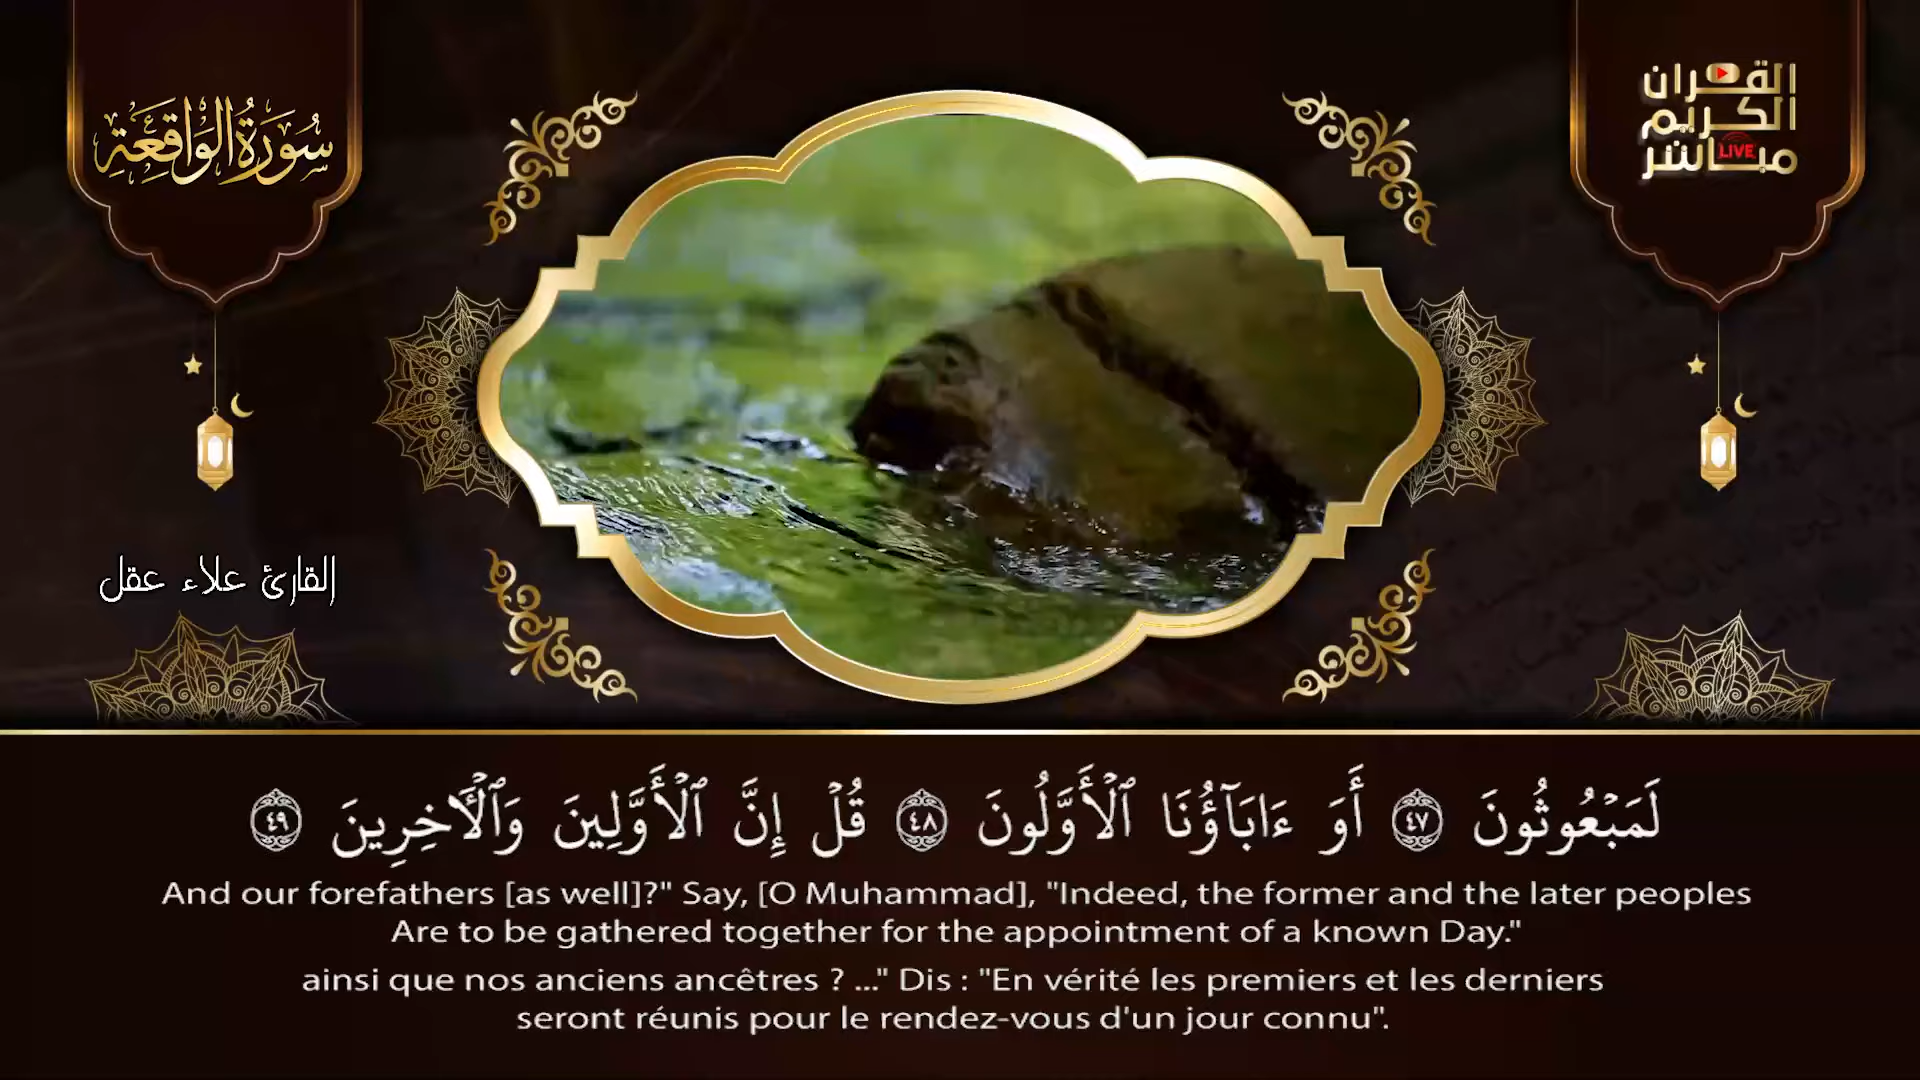 سُورَةُ الوَاقِعَةِ
القرآن
الكريم
مباشر
LIVE
القارئ علاء عقل
لَمَبۡعُوثُونَ ٤٧ أَوَ ءَابَآؤُنَا ٱلۡأَوَّلُونَ ٤٨ قُلۡ إِنَّ ٱلۡأَوَّلِينَ وَٱلۡأٓخِرِينَ ٤٩
And our forefathers [as well]?" Say, [O Muhammad], "Indeed, the former and the later peoples
Are to be gathered together for the appointment of a known Day."
ainsi que nos anciens ancêtres ? ..." Dis : "En vérité les premiers et les derniers
seront réunis pour le rendez-vous d'un jour connu".